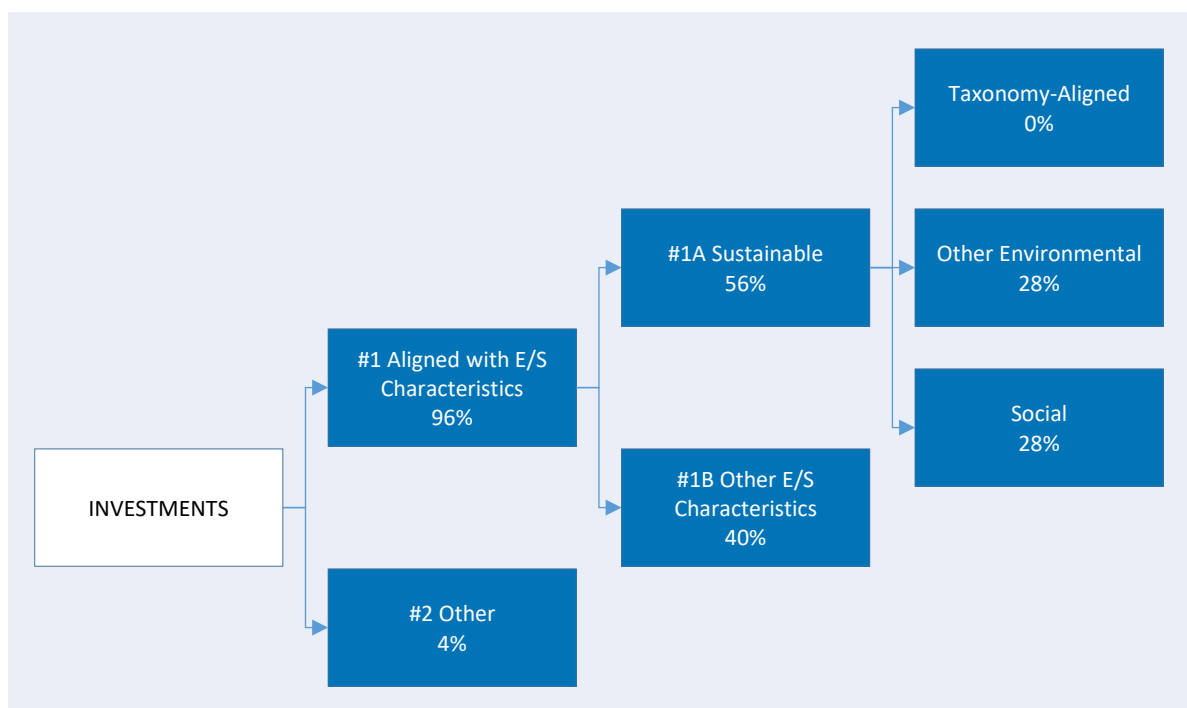 INVESTMENTS
#1 Aligned with E/S
Characteristics
96%
#2 Other
4%
#1A Sustainable
56%
#1B Other E/S
Characteristics
40%
Taxonomy-Aligned
0%
Other Environmental
28%
Social
28%